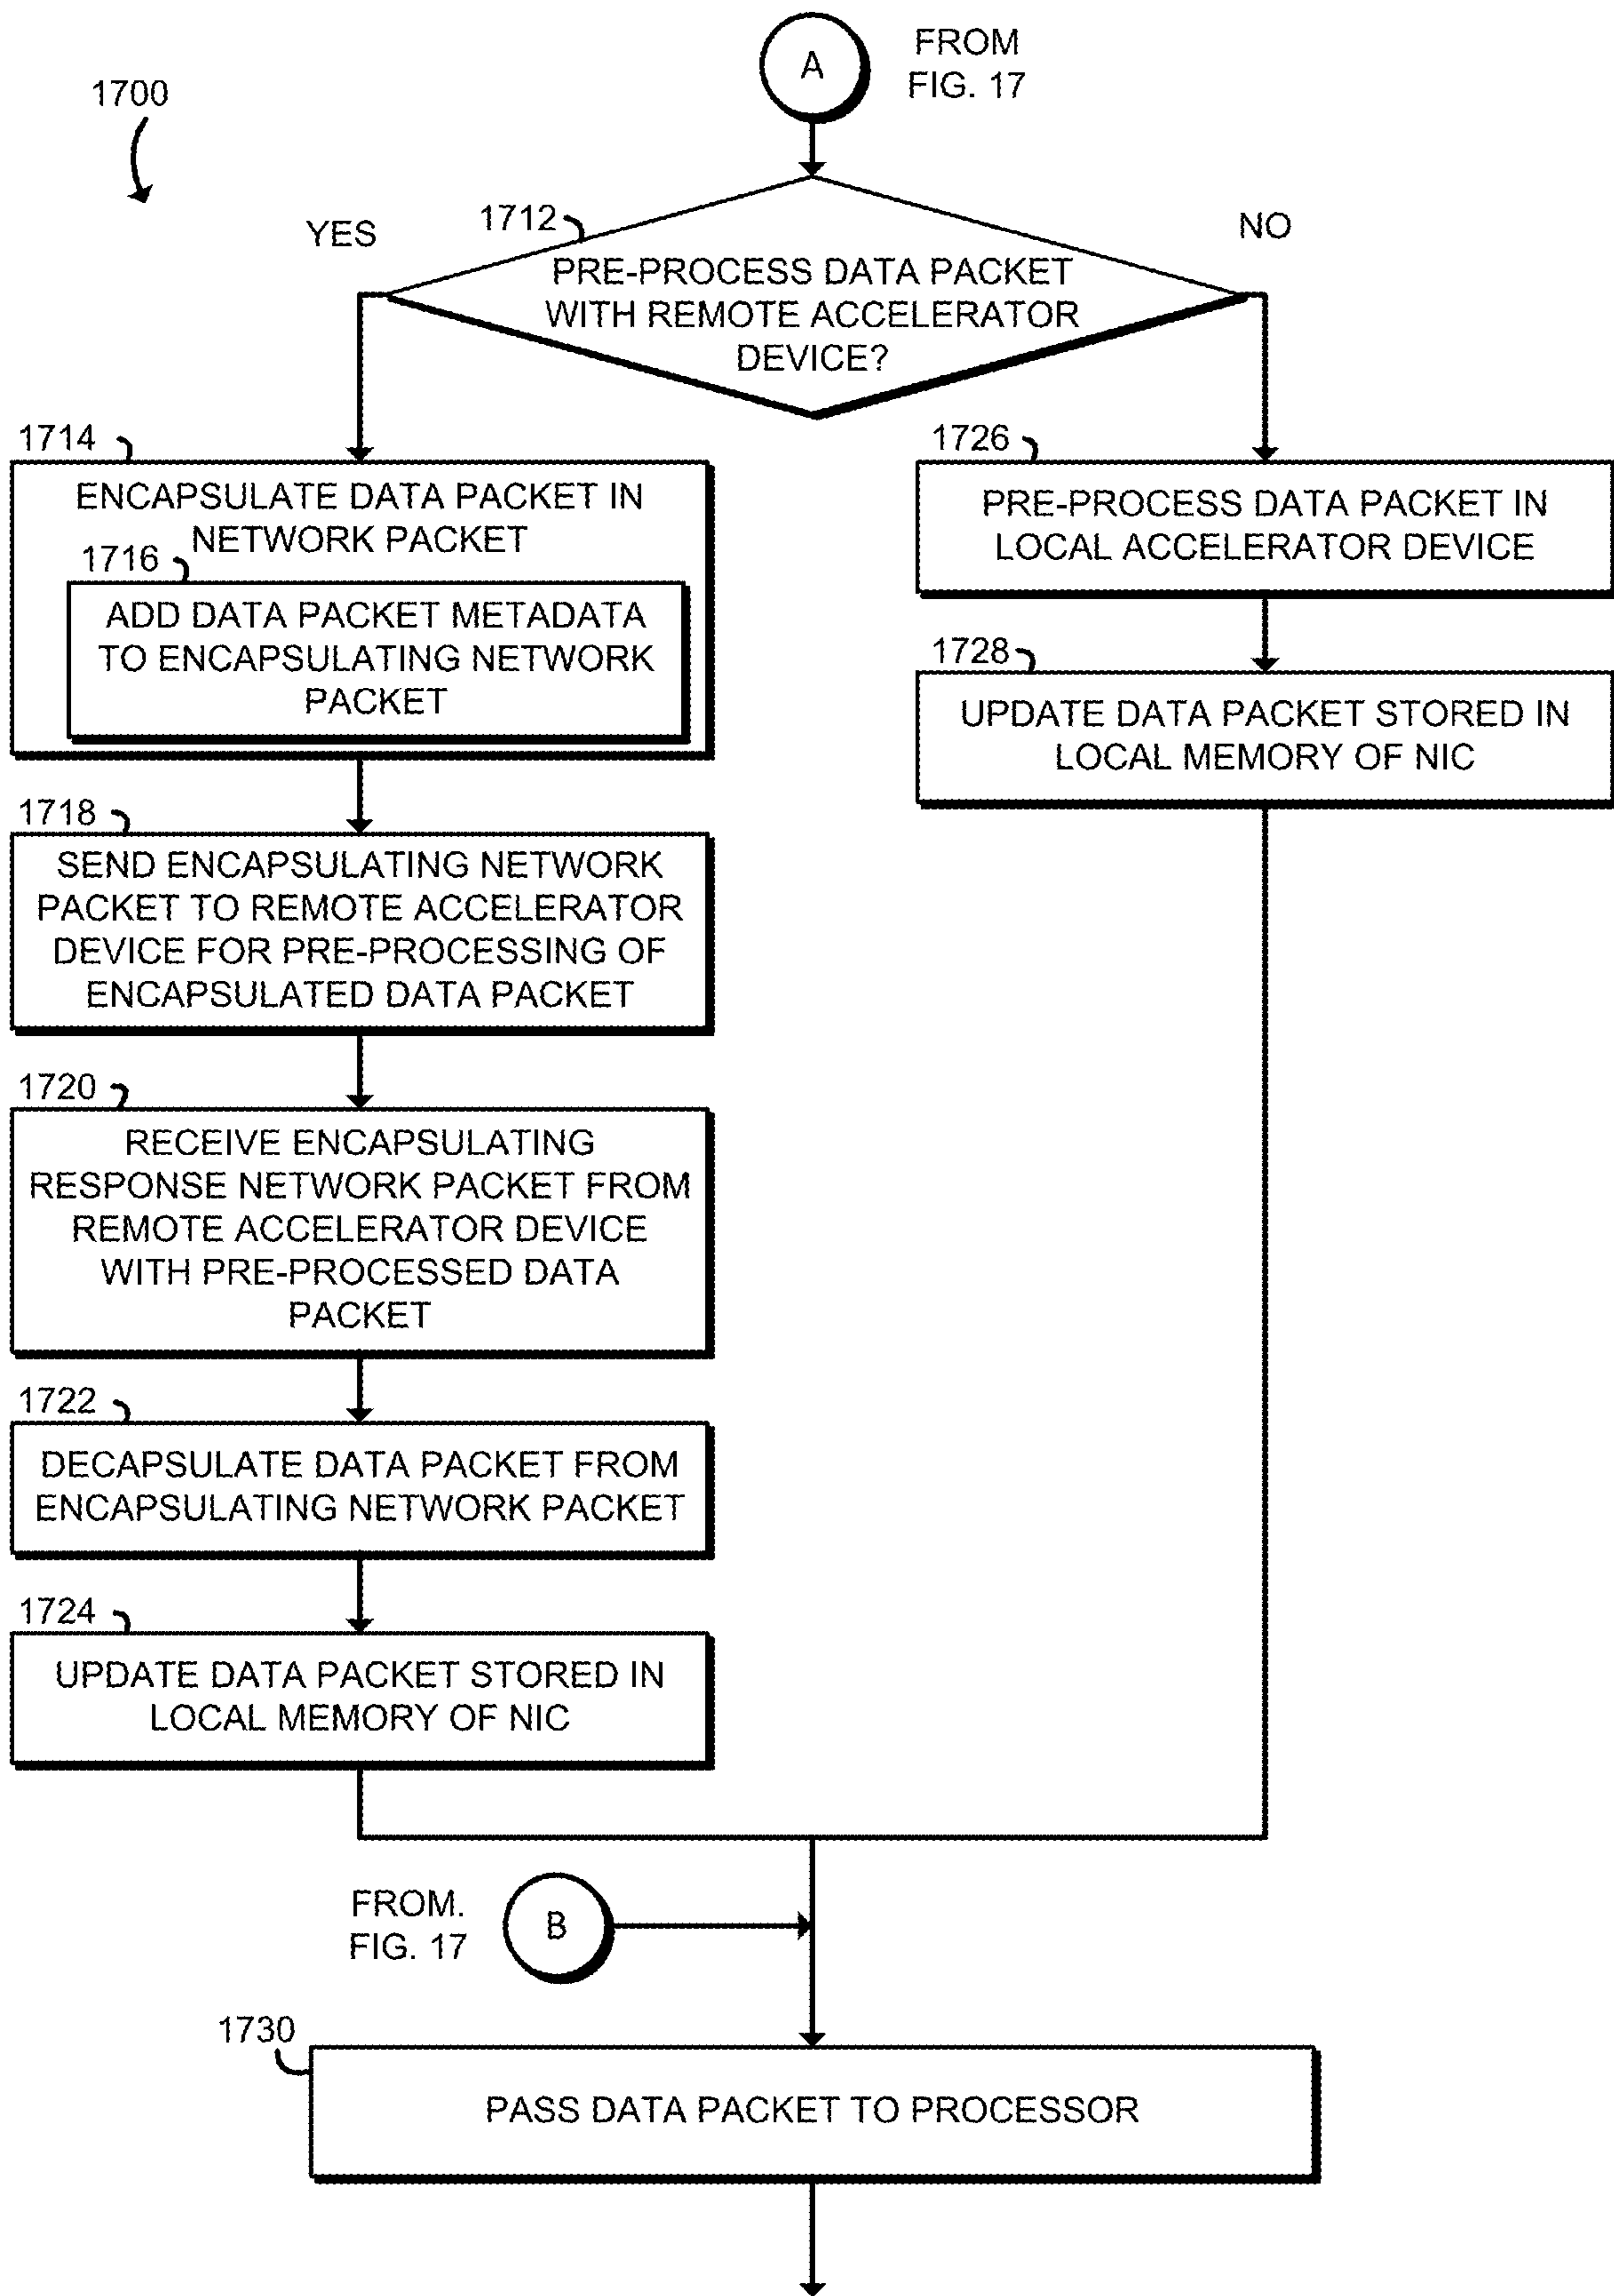 A
FROM
FIG. 17
1700
YES
1712
NO
PRE-PROCESS DATA PACKET
WITH REMOTE ACCELERATOR
DEVICE?
1714
ENCAPSULATE DATA PACKET IN
NETWORK PACKET
1716
ADD DATA PACKET METADATA
TO ENCAPSULATING NETWORK
PACKET
1718
SEND ENCAPSULATING NETWORK
PACKET TO REMOTE ACCELERATOR
DEVICE FOR PRE-PROCESSING OF
ENCAPSULATED DATA PACKET
1720
RECEIVE ENCAPSULATING
RESPONSE NETWORK PACKET FROM
REMOTE ACCELERATOR DEVICE
WITH PRE-PROCESSED DATA
PACKET
1722
DECAPSULATE DATA PACKET FROM
ENCAPSULATING NETWORK PACKET
1724
UPDATE DATA PACKET STORED IN
LOCAL MEMORY OF NIC
1726
PRE-PROCESS DATA PACKET IN
LOCAL ACCELERATOR DEVICE
1728
UPDATE DATA PACKET STORED IN
LOCAL MEMORY OF NIC
FROM.
FIG. 17
B
1730
PASS DATA PACKET TO PROCESSOR